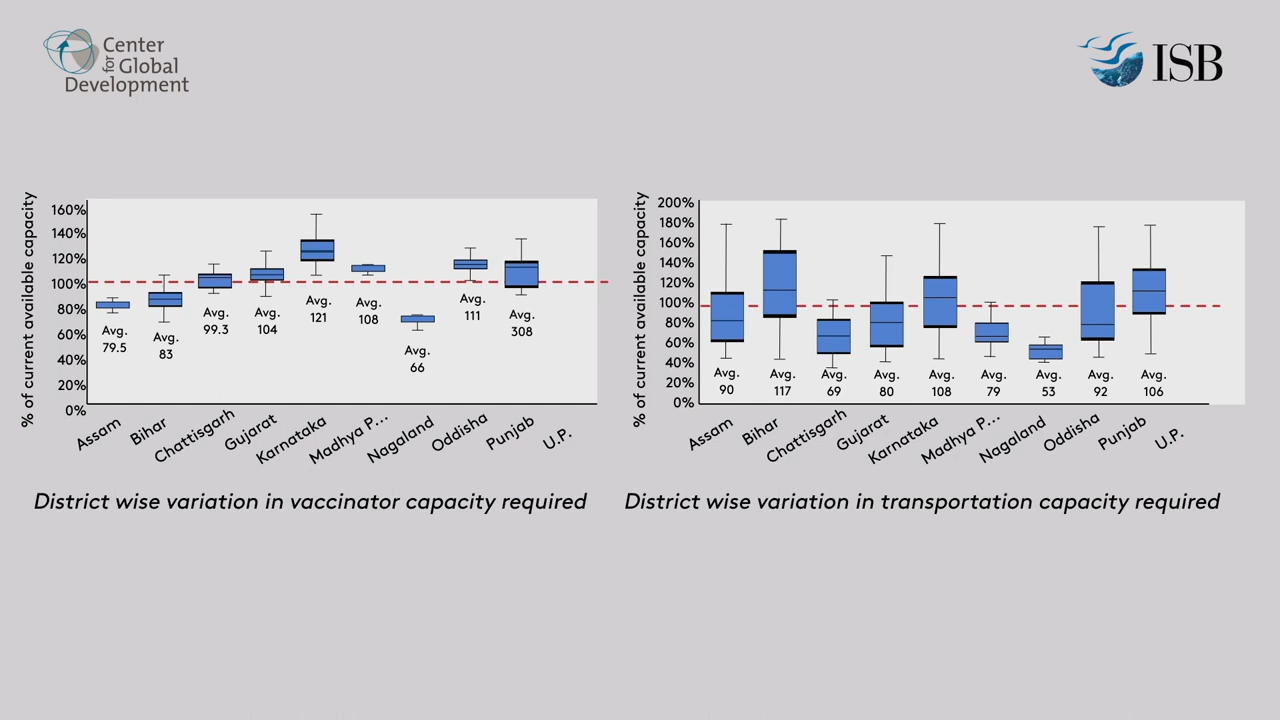 Center
for Global
Development
ISB
% of current available capacity
160%
140%
120%
100%
80%
60%
40%
20%
0%
Avg.
79.5
Avg.
83
Avg.
99.3
Avg.
104
Avg.
121
Avg.
108
Avg.
66
Avg.
111
Avg.
308
Assam
Bihar
Chattisgarh
Gujarat
Karnataka
Madhya P...
Nagaland
Oddisha
Punjab
U.P.
District wise variation in vaccinator capacity required
% of current available capacity
200%
180%
160%
140%
120%
100%
80%
60%
40%
20%
0%
Avg.
90
Avg.
117
Avg.
69
Avg.
80
Avg.
108
Avg.
79
Avg.
53
Avg.
92
Avg.
106
Assam
Bihar
Chattisgarh
Gujarat
Karnataka
Madhya P...
Nagaland
Oddisha
Punjab
U.P.
District wise variation in transportation capacity required